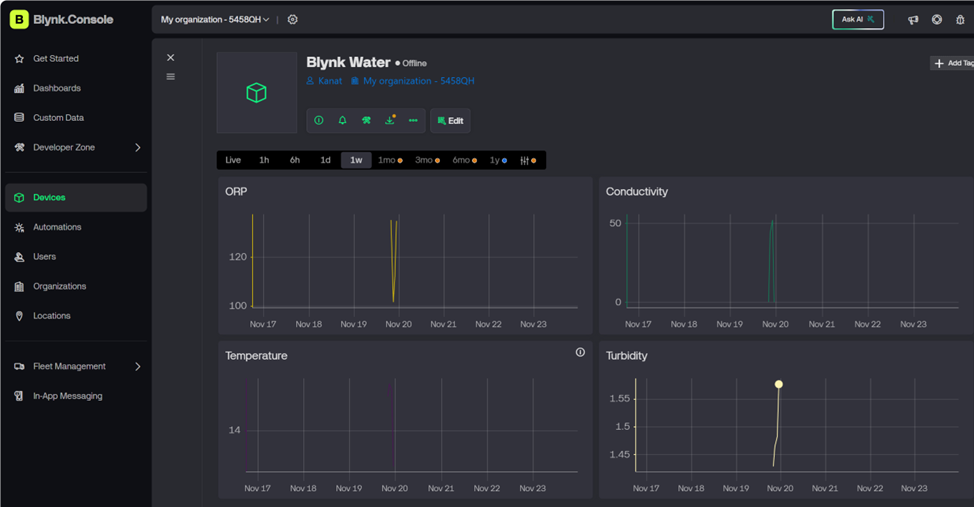 B Blynk.Console
My organization - 5458QH
Ask AI
Get Started
Dashboards
Custom Data
Developer Zone
Devices
Automations
Users
Organizations
Locations
Fleet Management
In-App Messaging
Blynk Water Offline
Kanat My organization - 5458QH
Edit
Add Tag
Live 1h 6h 1d 1w 1mo 3mo 6mo 1y
ORP
120
100
Nov 17 Nov 18 Nov 19 Nov 20 Nov 21 Nov 22 Nov 23
Conductivity
50
0
Nov 17 Nov 18 Nov 19 Nov 20 Nov 21 Nov 22 Nov 23
Temperature
14
Nov 17 Nov 18 Nov 19 Nov 20 Nov 21 Nov 22 Nov 23
Turbidity
1.55
1.5
1.45
Nov 17 Nov 18 Nov 19 Nov 20 Nov 21 Nov 22 Nov 23